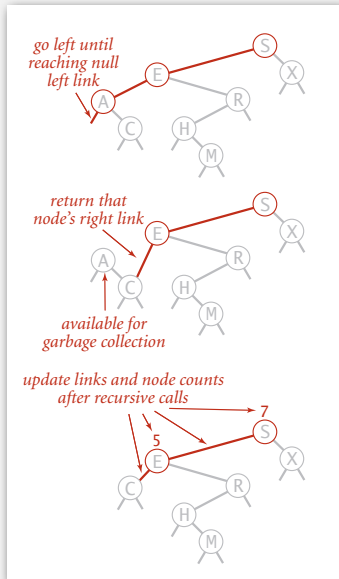 go left until
reaching null
left link
S
E
X
A
R
C
H
M
return that
node's right link
S
E
X
A
R
C
H
M
available for
garbage collection
update links and node counts
after recursive calls
7
5
S
E
X
C
R
H
M